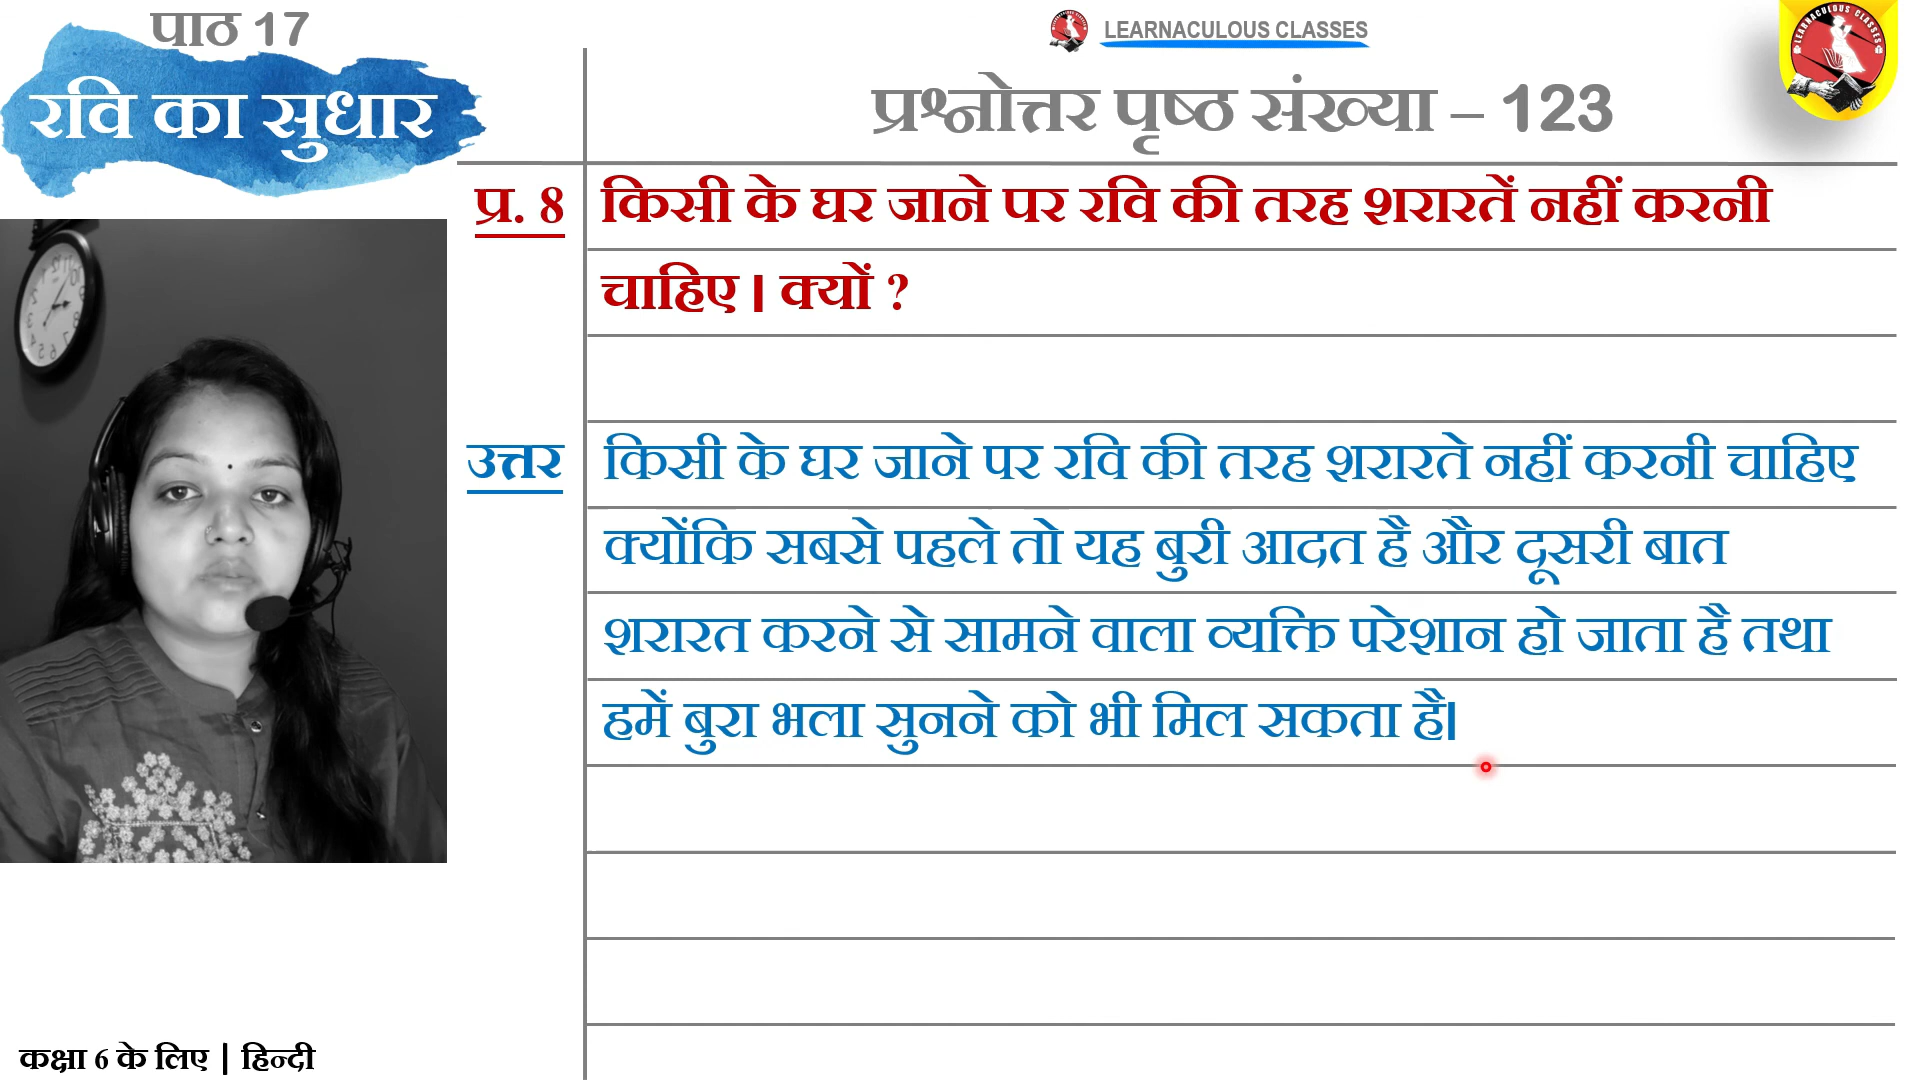 पाठ 17
रवि का सुधार
LEARNACULOUS CLASSES
LEARNACULOUS CLASSES
प्रश्नोत्तर पृष्ठ संख्या – 123
प्र. 8 किसी के घर जाने पर रवि की तरह शरारतें नहीं करनी
चाहिए । क्यों ?
उत्तर किसी के घर जाने पर रवि की तरह शरारते नहीं करनी चाहिए
क्योंकि सबसे पहले तो यह बुरी आदत है और दूसरी बात
शरारत करने से सामने वाला व्यक्ति परेशान हो जाता है तथा
हमें बुरा भला सुनने को भी मिल सकता है।
कक्षा 6 के लिए | हिन्दी